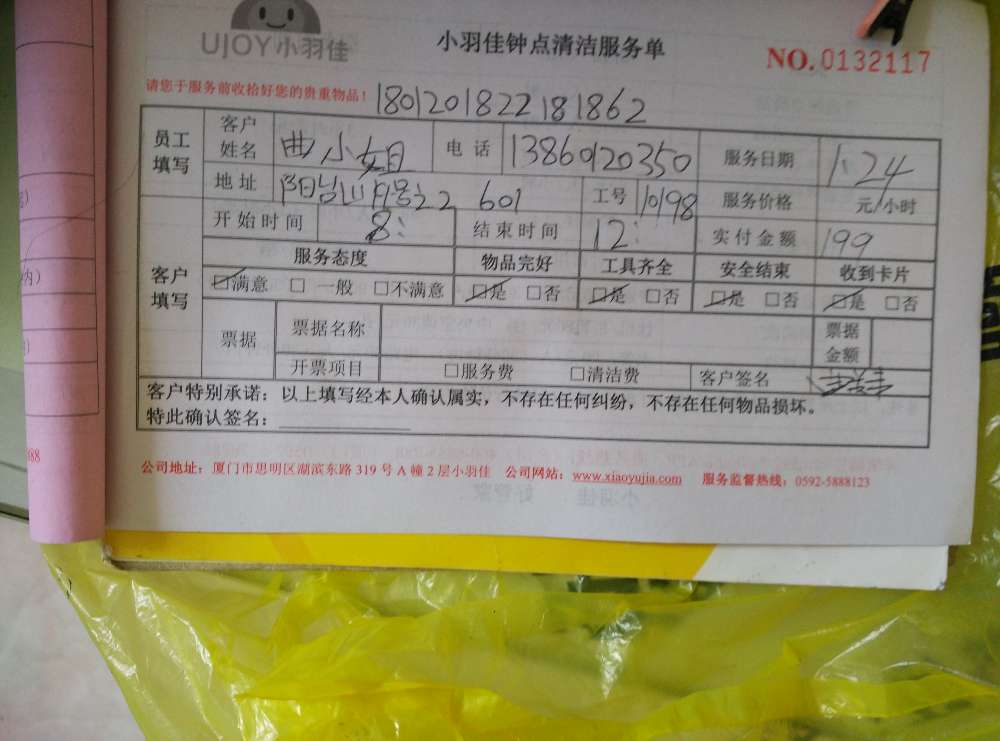 UJOY小羽佳
小羽佳钟点清洁服务单
NO.0132117
请您于服务前收拾好您的贵重物品！
180120182218 1862
员工填写 客户姓名 曲小姐 电话 13860120350 服务日期 1.24
地址 601 工号 10198 服务价格 元/小时
开始时间 8: 结束时间 12: 实付金额 199
客户填写 服务态度 物品完好 工具齐全 安全结束 收到卡片
☑满意 □一般 □不满意 ☑是 □否 ☑是 □否 ☑是 □否 ☑是 □否
票据 票据名称 票据金额
开票项目 □服务费 □清洁费 客户签名
客户特别承诺：以上填写经本人确认属实，不存在任何纠纷，不存在任何物品损坏。
特此确认签名：
公司地址：厦门市思明区湖滨东路 319 号 A 幢 2 层小羽佳 公司网站：www.xiaoyujia.com 服务监督热线：0592-5888123